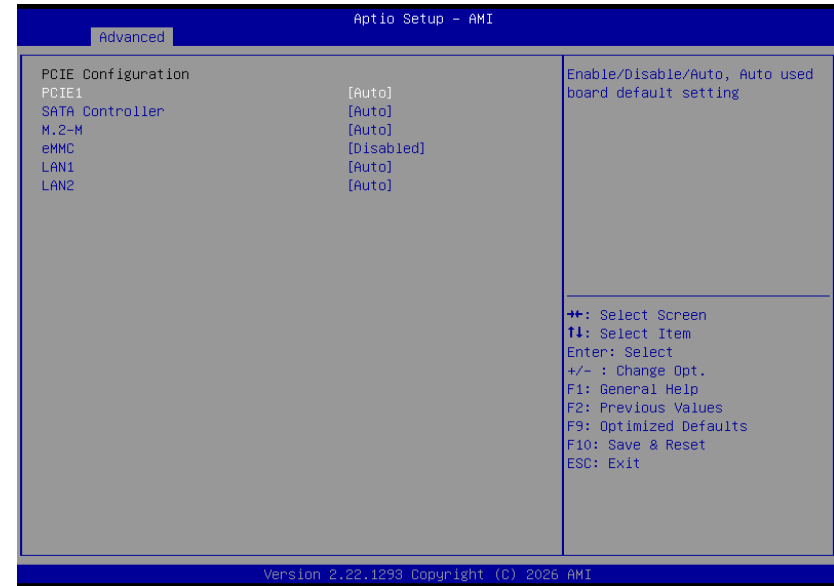 Aptio Setup – AMI
Advanced
PCIE Configuration
PCIE1 [Auto]
SATA Controller [Auto]
M.2-M [Auto]
eMMC [Disabled]
LAN1 [Auto]
LAN2 [Auto]
Enable/Disable/Auto, Auto used
board default setting
→←: Select Screen
↑↓: Select Item
Enter: Select
+/- : Change Opt.
F1: General Help
F2: Previous Values
F9: Optimized Defaults
F10: Save & Reset
ESC: Exit
Version 2.22.1293 Copyright (C) 2026 AMI